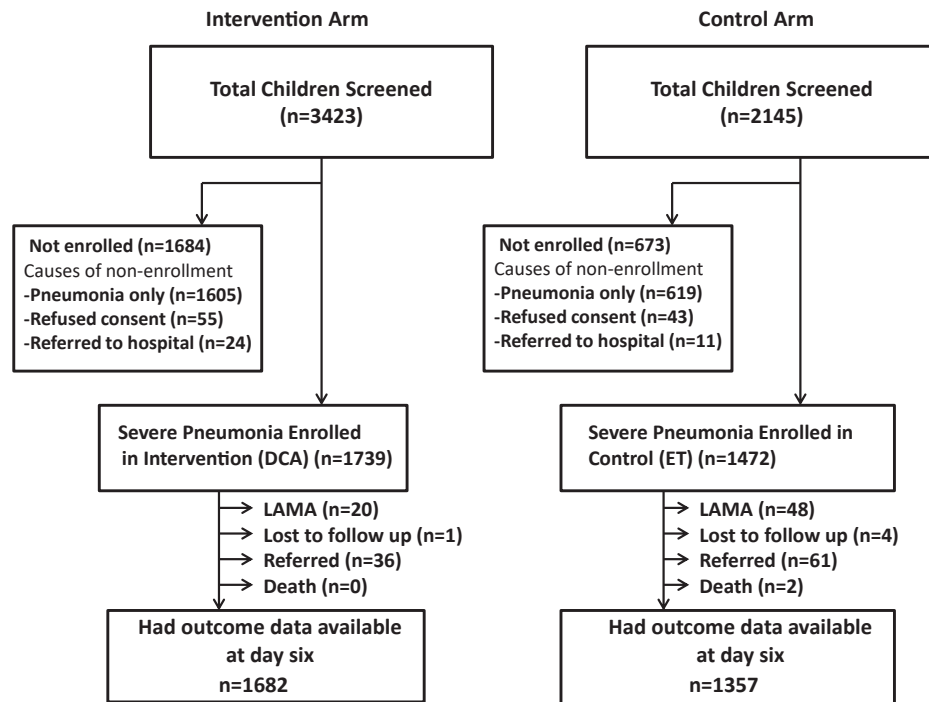 Intervention Arm
Total Children Screened
(n=3423)
Not enrolled (n=1684)
Causes of non-enrollment
-Pneumonia only (n=1605)
-Refused consent (n=55)
-Referred to hospital (n=24)
Severe Pneumonia Enrolled
in Intervention (DCA) (n=1739)
LAMA (n=20)
Lost to follow up (n=1)
Referred (n=36)
Death (n=0)
Had outcome data available
at day six
n=1682
Control Arm
Total Children Screened
(n=2145)
Not enrolled (n=673)
Causes of non-enrollment
-Pneumonia only (n=619)
-Refused consent (n=43)
-Referred to hospital (n=11)
Severe Pneumonia Enrolled in
Control (ET) (n=1472)
LAMA (n=48)
Lost to follow up (n=4)
Referred (n=61)
Death (n=2)
Had outcome data available
at day six
n=1357